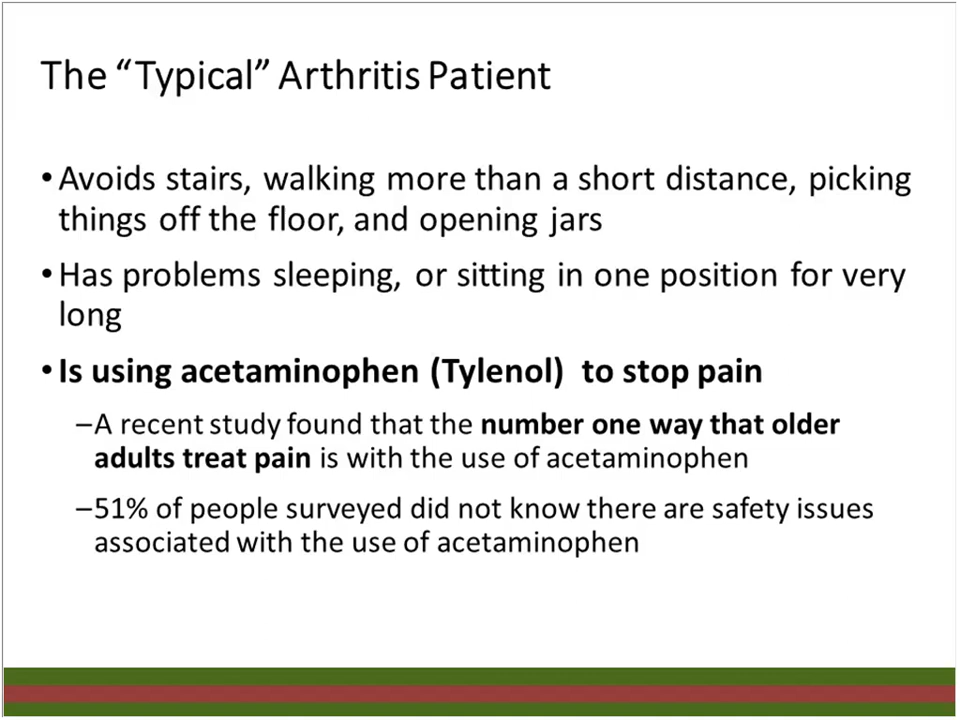 The “Typical” Arthritis Patient
• Avoids stairs, walking more than a short distance, picking
things off the floor, and opening jars
• Has problems sleeping, or sitting in one position for very
long
• Is using acetaminophen (Tylenol)  to stop pain
–A recent study found that the number one way that older
adults treat pain is with the use of acetaminophen
–51% of people surveyed did not know there are safety issues
associated with the use of acetaminophen